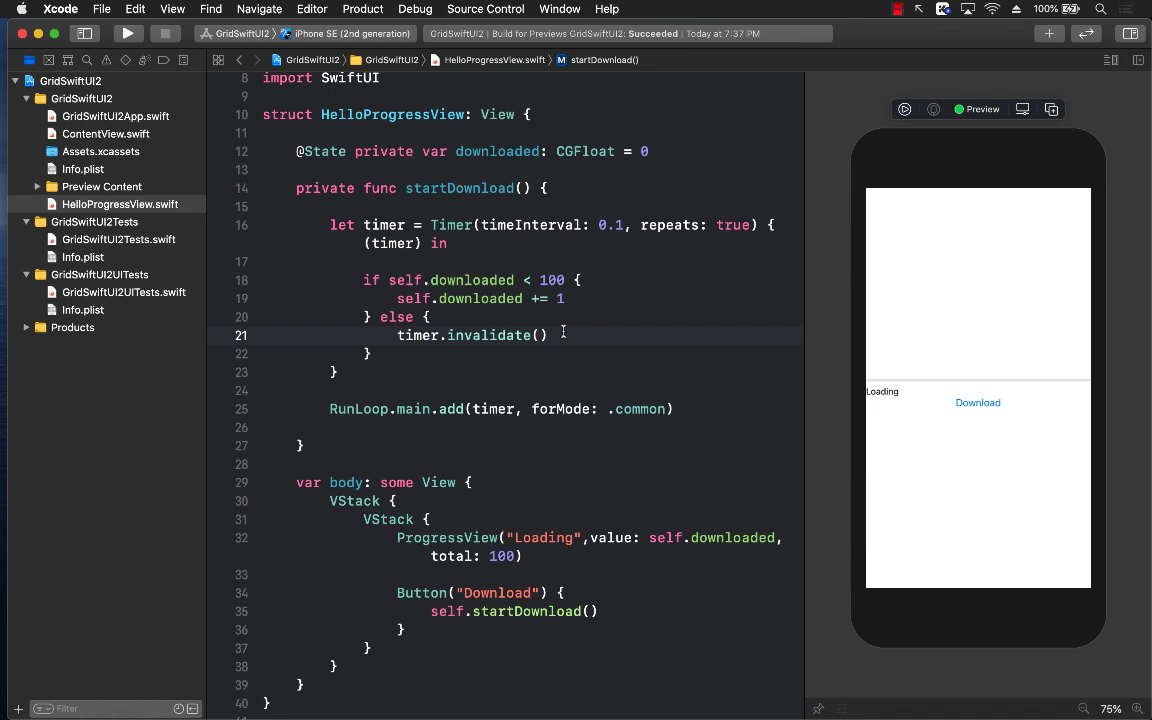 Xcode File Edit View Find Navigate Editor Product Debug Source Control Window Help 100%
GridSwiftUI2 iPhone SE (2nd generation) GridSwiftUI2 | Build for Previews GridSwiftUI2: Succeeded | Today at 7:37 PM
GridSwiftUI2 GridSwiftUI2 HelloProgressView.swift M startDownload()
GridSwiftUI2
GridSwiftUI2
GridSwiftUI2App.swift
ContentView.swift
Assets.xcassets
Info.plist
Preview Content
HelloProgressView.swift
GridSwiftUI2Tests
GridSwiftUI2Tests.swift
Info.plist
GridSwiftUI2UITests
GridSwiftUI2UITests.swift
Info.plist
Products
Filter
8 import SwiftUI
9
10 struct HelloProgressView: View {
11
12 @State private var downloaded: CGFloat = 0
13
14 private func startDownload() {
15
16 let timer = Timer(timeInterval: 0.1, repeats: true) {
(timer) in
17
18 if self.downloaded < 100 {
19 self.downloaded += 1
20 } else {
21 timer.invalidate()
22 }
23 }
24
25 RunLoop.main.add(timer, forMode: .common)
26
27 }
28
29 var body: some View {
30 VStack {
31 VStack {
32 ProgressView("Loading",value: self.downloaded,
total: 100)
33
34 Button("Download") {
35 self.startDownload()
36 }
37 }
38 }
39 }
40 }
Preview
Loading
Download
75%